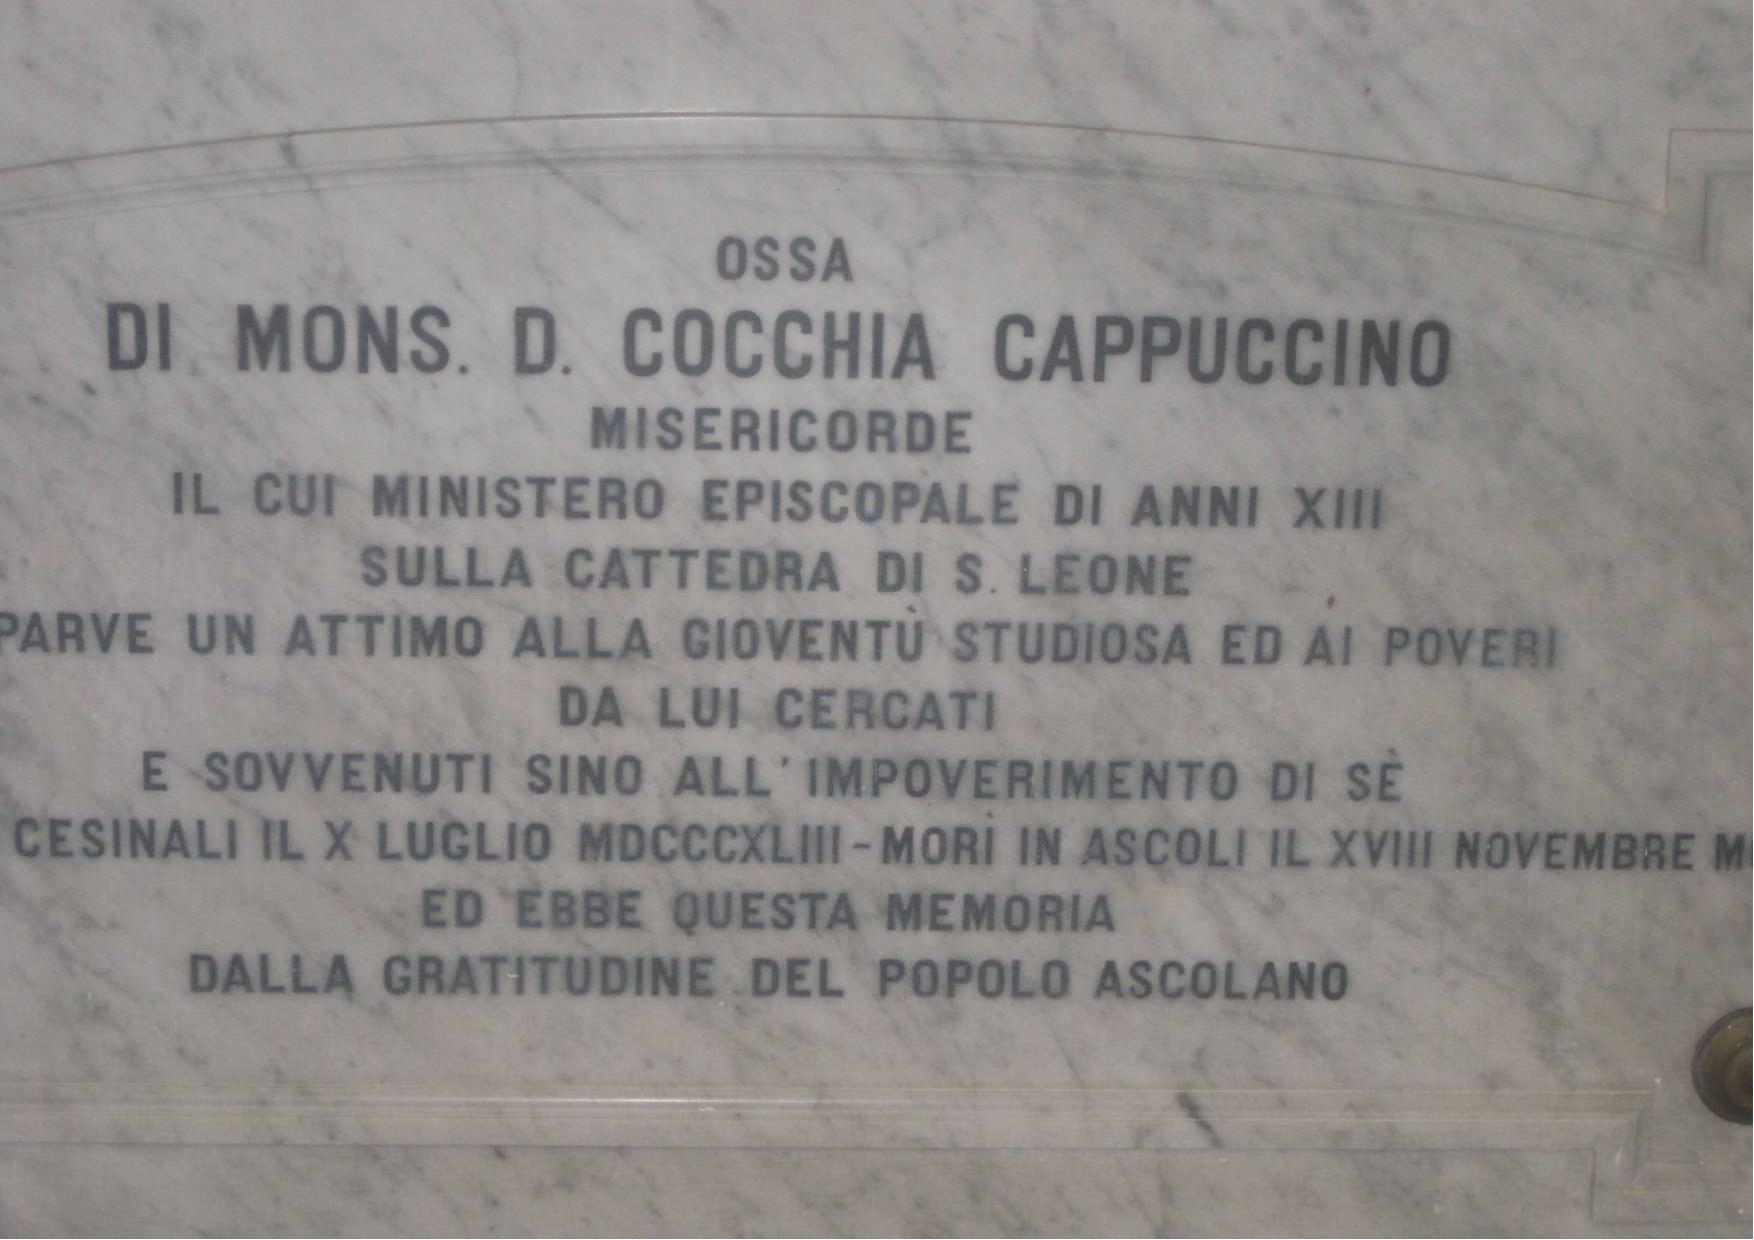 OSSA
DI MONS. D. COCCHIA CAPPUCCINO
MISERICORDE
IL CUI MINISTERO EPISCOPALE DI ANNI XIII
SULLA CATTEDRA DI S. LEONE
PARVE UN ATTIMO ALLA GIOVENTÙ STUDIOSA ED AI POVERI
DA LUI CERCATI
E SOVVENUTI SINO ALL'IMPOVERIMENTO DI SÈ
CESINALI IL X LUGLIO MDCCCXLIII-MORÌ IN ASCOLI IL XVIII NOVEMBRE
ED EBBE QUESTA MEMORIA
DALLA GRATITUDINE DEL POPOLO ASCOLANO